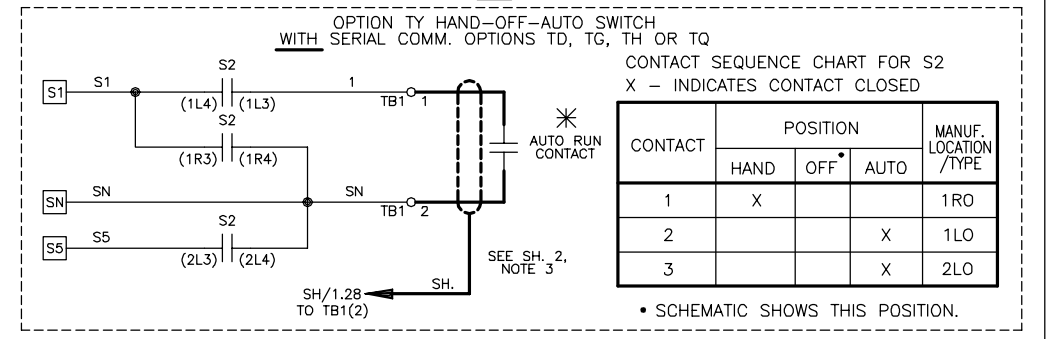 OPTION TY HAND-OFF-AUTO SWITCH
WITH SERIAL COMM. OPTIONS TD, TG, TH OR TQ
S1 S1 S2 1 TB1 1
(1L4) (1L3)
S2
(1R3) (1R4)
AUTO RUN
CONTACT
SN SN SN TB1 2
S5 S5 S2
(2L3) (2L4)
SEE SH. 2,
NOTE 3
SH/1.28 SH.
TO TB1(2)
CONTACT SEQUENCE CHART FOR S2
X - INDICATES CONTACT CLOSED
CONTACT POSITION MANUF. LOCATION /TYPE
HAND OFF• AUTO
1 X 1RO
2 X 1LO
3 X 2LO
• SCHEMATIC SHOWS THIS POSITION.